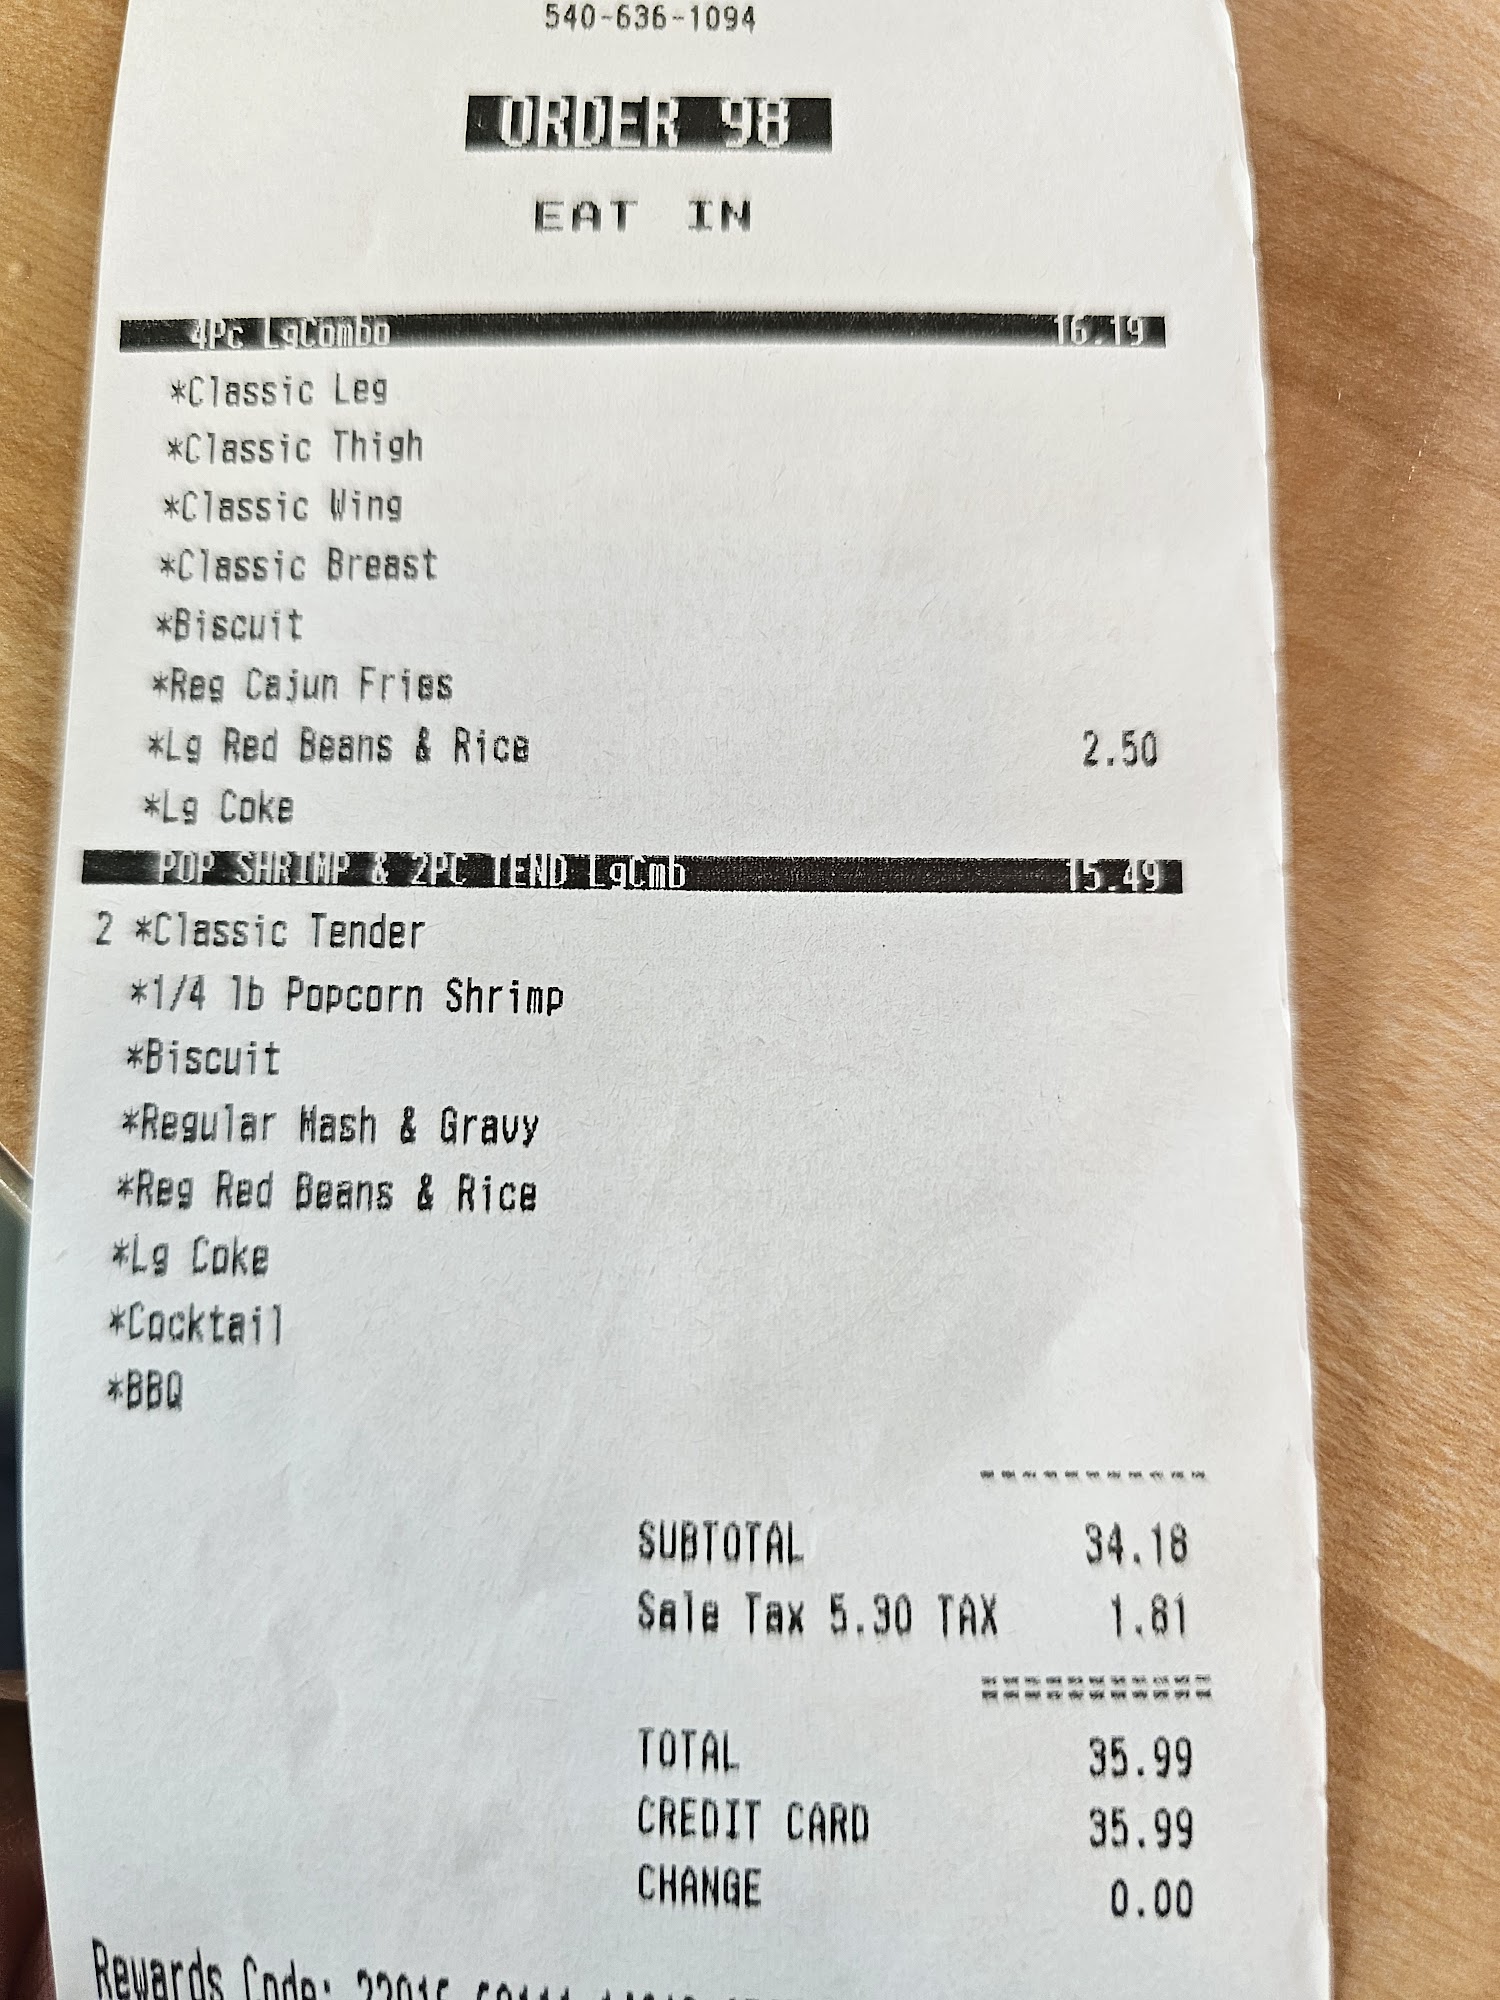 540-636-1094
ORDER 98
EAT IN
4Pc LgCombo 16.19
*Classic Leg
*Classic Thigh
*Classic Wing
*Classic Breast
*Biscuit
*Reg Cajun Fries
*Lg Red Beans & Rice 2.50
*Lg Coke
POP SHRIMP & 2PC TEND LgCmb 15.49
2 *Classic Tender
*1/4 lb Popcorn Shrimp
*Biscuit
*Regular Mash & Gravy
*Reg Red Beans & Rice
*Lg Coke
*Cocktail
*BBQ
SUBTOTAL 34.18
Sale Tax 5.30 TAX 1.81
TOTAL 35.99
CREDIT CARD 35.99
CHANGE 0.00
Rewards Code: